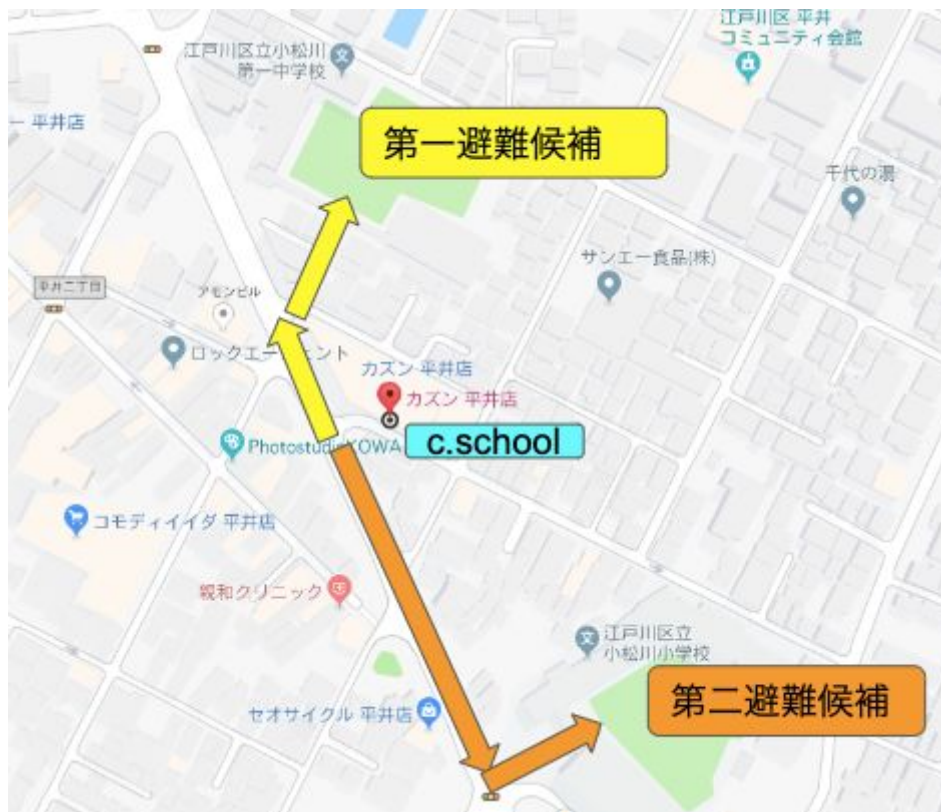 江戸川区 平井
コミュニティ会館
江戸川区立小松川
第一中学校
ー 平井店
第一避難候補
千代の湯
サンエー食品(株)
平井二丁目
アモンビル
ロックエージェント
カズン 平井店
カズン 平井店
c.school
PhotostudioKOWA
コモディイイダ 平井店
親和クリニック
江戸川区立
小松川小学校
第二避難候補
セオサイクル 平井店